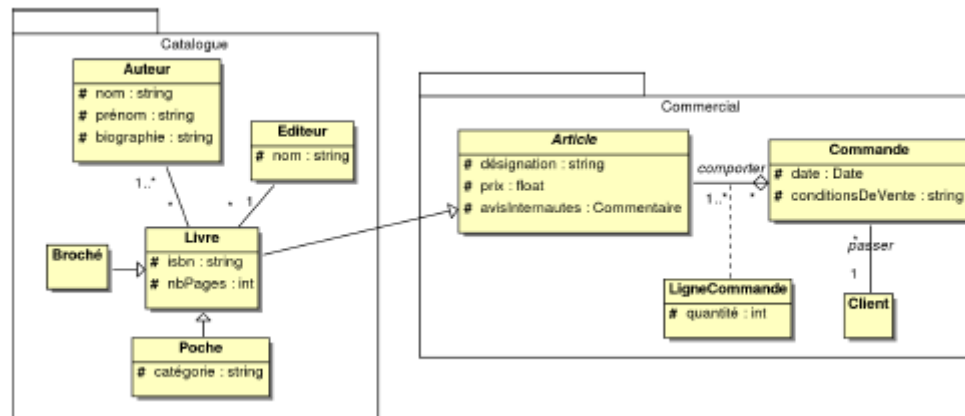 Catalogue
Auteur
# nom : string
# prénom : string
# biographie : string
Editeur
# nom : string
1..*
*
*
1
Livre
# isbn : string
# nbPages : int
Broché
Poche
# catégorie : string
Commercial
Article
# désignation : string
# prix : float
# avisInternautes : Commentaire
comporter
1..*
*
Commande
# date : Date
# conditionsDeVente : string
*
passer
1
LigneCommande
# quantité : int
Client